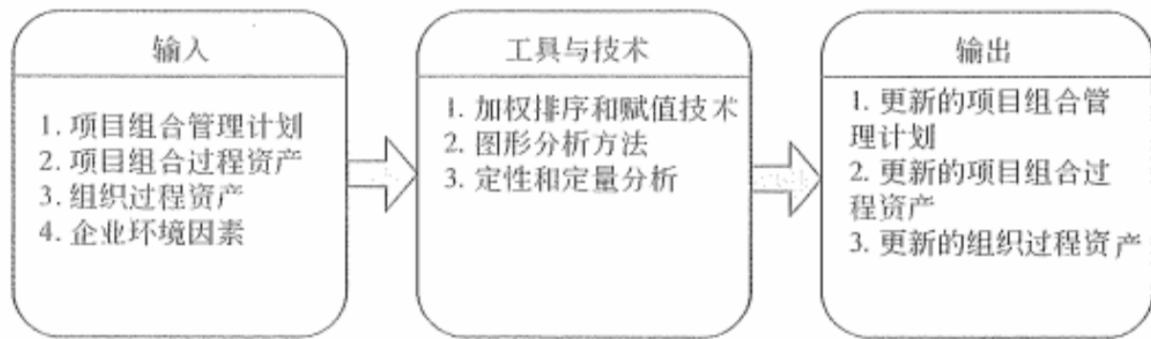 输入
1. 项目组合管理计划
2. 项目组合过程资产
3. 组织过程资产
4. 企业环境因素
工具与技术
1. 加权排序和赋值技术
2. 图形分析方法
3. 定性和定量分析
输出
1. 更新的项目组合管
理计划
2. 更新的项目组合过
程资产
3. 更新的组织过程资产